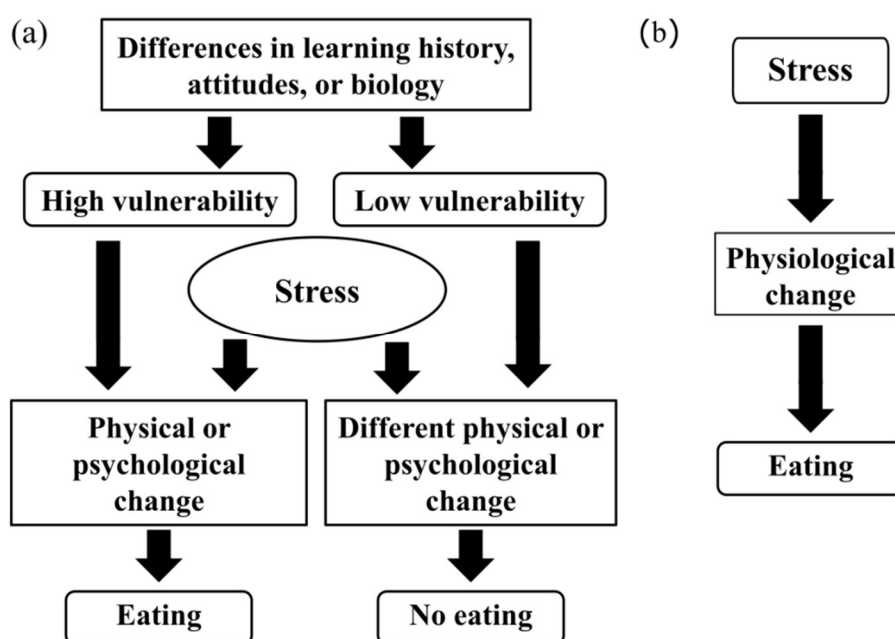 (a)
Differences in learning history,
attitudes, or biology
High vulnerability
Low vulnerability
Stress
Physical or
psychological
change
Different physical or
psychological
change
Eating
No eating
(b)
Stress
Physiological
change
Eating